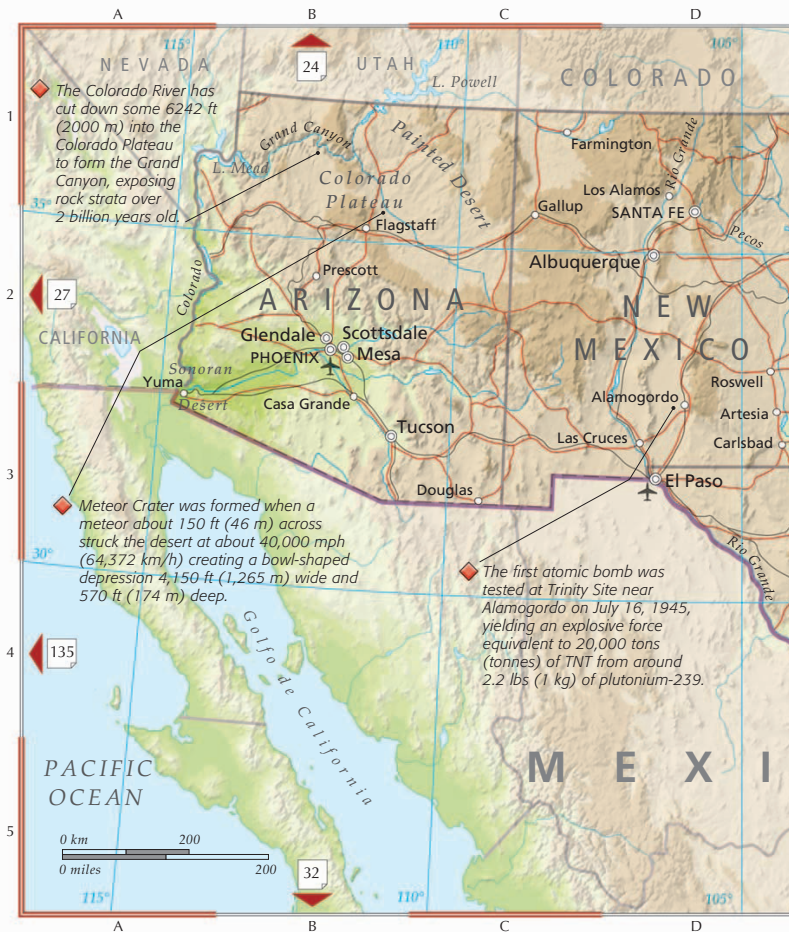 A B C D
115° 110° 105°
NEVADA
24
UTAH
COLORADO
L. Powell
The Colorado River has
cut down some 6242 ft
(2000 m) into the
Colorado Plateau
to form the Grand
Canyon, exposing
rock strata over
2 billion years old.
1
Grand Canyon
Painted Desert
L. Mead
Colorado
Plateau
Farmington
Rio Grande
Los Alamos
SANTA FE
35°
Gallup
Flagstaff
Pecos
Albuquerque
Prescott
2
27
Colorado
ARIZONA
NEW
MEXICO
CALIFORNIA
Glendale
Scottsdale
PHOENIX
Mesa
Sonoran
Desert
Yuma
Casa Grande
Roswell
Alamogordo
Artesia
Tucson
Las Cruces
Carlsbad
3
Douglas
El Paso
Meteor Crater was formed when a
meteor about 150 ft (46 m) across
struck the desert at about 40,000 mph
(64,372 km/h) creating a bowl-shaped
depression 4,150 ft (1,265 m) wide and
570 ft (174 m) deep.
30°
Rio Grande
The first atomic bomb was
tested at Trinity Site near
Alamogordo on July 16, 1945,
yielding an explosive force
equivalent to 20,000 tons
(tonnes) of TNT from around
2.2 lbs (1 kg) of plutonium-239.
4
135
Golfo de California
PACIFIC
OCEAN
MEXI
5
0 km 200
0 miles 200
32
115° 110° 105°
A B C D